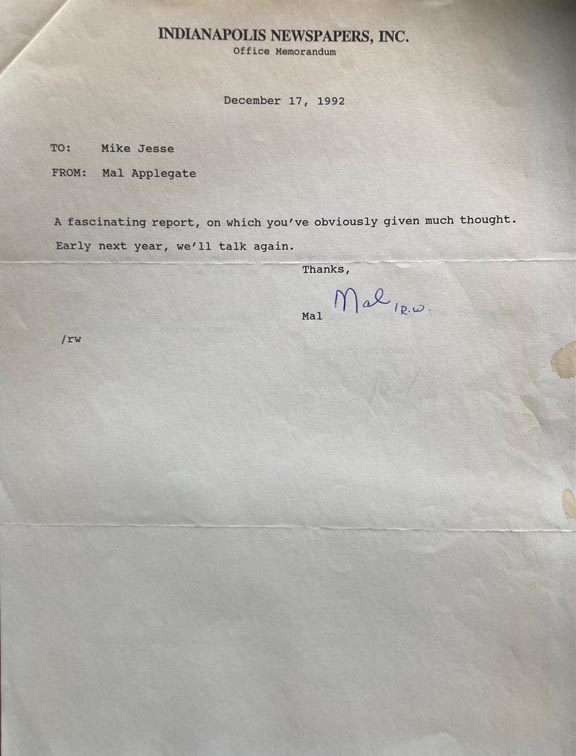 INDIANAPOLIS NEWSPAPERS, INC.
Office Memorandum
December 17, 1992
TO: Mike Jesse
FROM: Mal Applegate
A fascinating report, on which you've obviously given much thought.
Early next year, we'll talk again.
Thanks,
Mal /R.W.
Mal
/rw